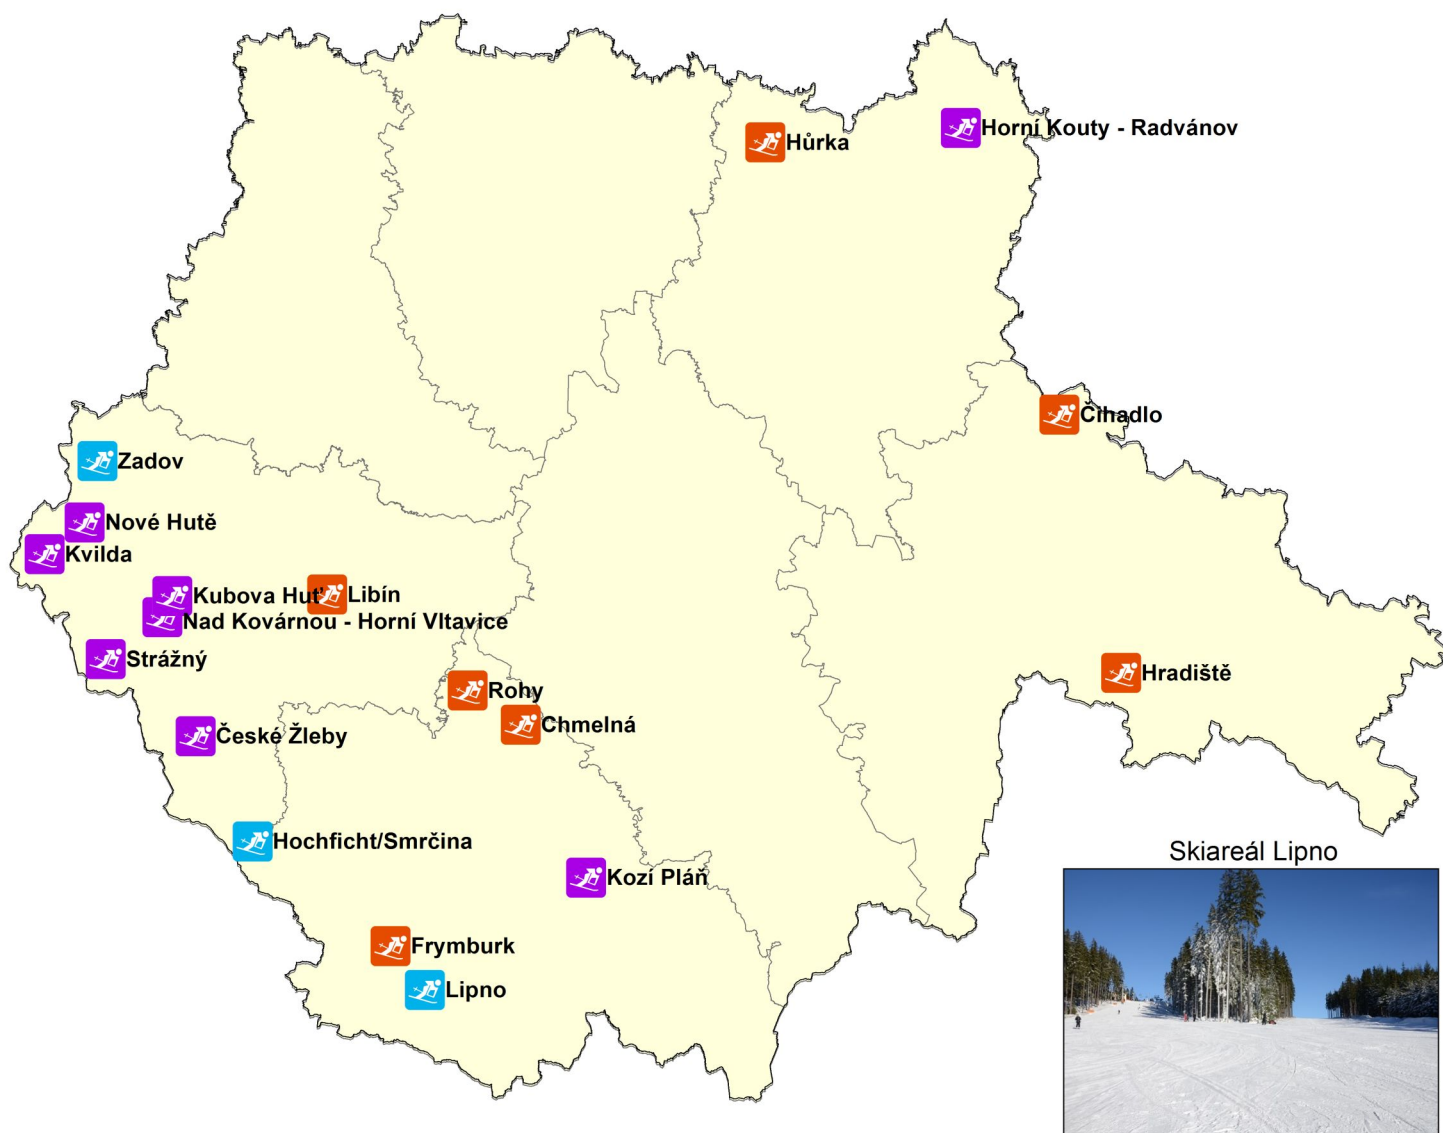 Horní Kouty - Radvánov
Hůrka
Čihadlo
Zadov
Nové Hutě
Kvilda
Kubova Huť
Libín
Nad Kovárnou - Horní Vltavice
Strážný
Hradiště
Rohy
Chmelná
České Žleby
Hochficht/Smrčina
Skiareál Lipno
Kozí Pláň
Frymburk
Lipno